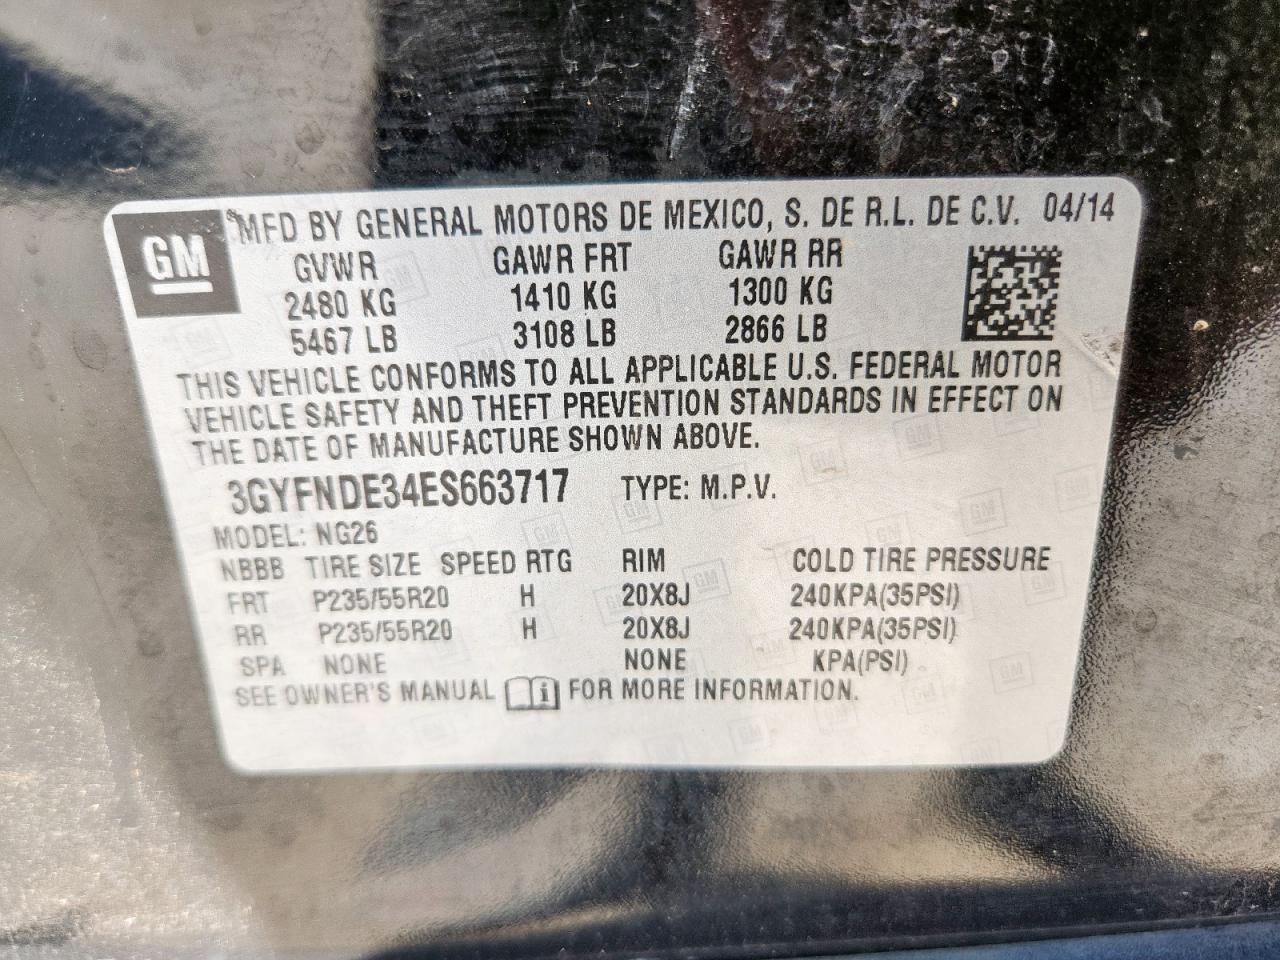 GM
MFD BY GENERAL MOTORS DE MEXICO, S. DE R.L. DE C.V. 04/14
GVWR GAWR FRT GAWR RR
2480 KG 1410 KG 1300 KG
5467 LB 3108 LB 2866 LB
THIS VEHICLE CONFORMS TO ALL APPLICABLE U.S. FEDERAL MOTOR
VEHICLE SAFETY AND THEFT PREVENTION STANDARDS IN EFFECT ON
THE DATE OF MANUFACTURE SHOWN ABOVE.
3GYFNDE34ES663717 TYPE: M.P.V.
MODEL: NG26
NBBB TIRE SIZE SPEED RTG RIM COLD TIRE PRESSURE
FRT P235/55R20 H 20X8J 240KPA(35PSI)
RR P235/55R20 H 20X8J 240KPA(35PSI)
SPA NONE NONE KPA(PSI)
SEE OWNER'S MANUAL i FOR MORE INFORMATION.